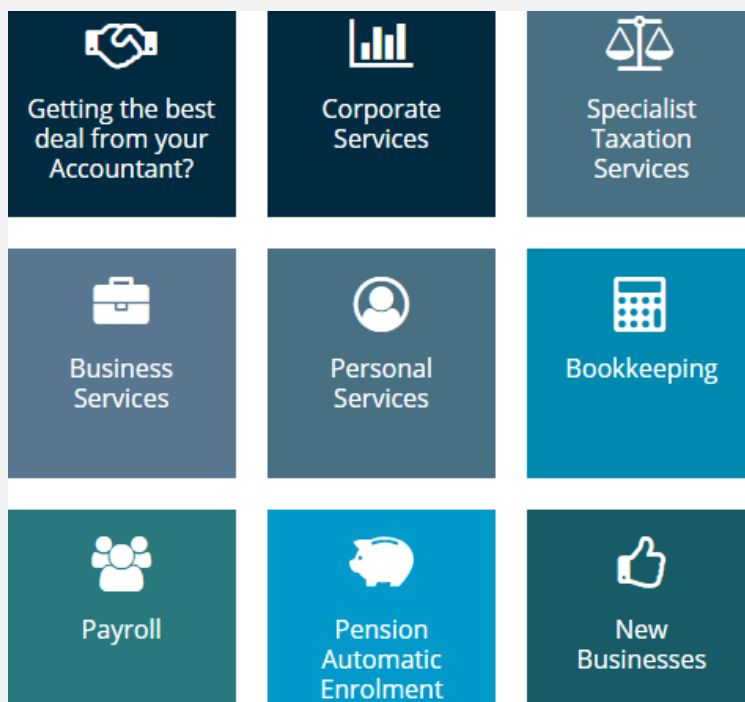 Getting the best
deal from your
Accountant?
Corporate
Services
Specialist
Taxation
Services
Business
Services
Personal
Services
Bookkeeping
Payroll
Pension
Automatic
Enrolment
New
Businesses